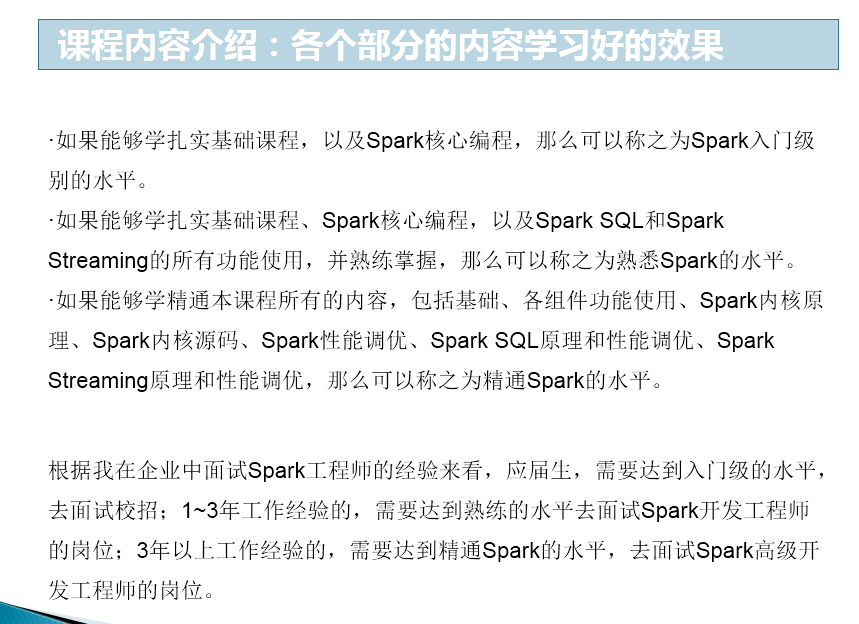 课程内容介绍：各个部分的内容学习好的效果
·如果能够学扎实基础课程，以及Spark核心编程，那么可以称之为Spark入门级
别的水平。
·如果能够学扎实基础课程、Spark核心编程，以及Spark SQL和Spark
Streaming的所有功能使用，并熟练掌握，那么可以称之为熟悉Spark的水平。
·如果能够学精通本课程所有的内容，包括基础、各组件功能使用、Spark内核原
理、Spark内核源码、Spark性能调优、Spark SQL原理和性能调优、Spark
Streaming原理和性能调优，那么可以称之为精通Spark的水平。
根据我在企业中面试Spark工程师的经验来看，应届生，需要达到入门级的水平，
去面试校招；1~3年工作经验的，需要达到熟练的水平去面试Spark开发工程师
的岗位；3年以上工作经验的，需要达到精通Spark的水平，去面试Spark高级开
发工程师的岗位。